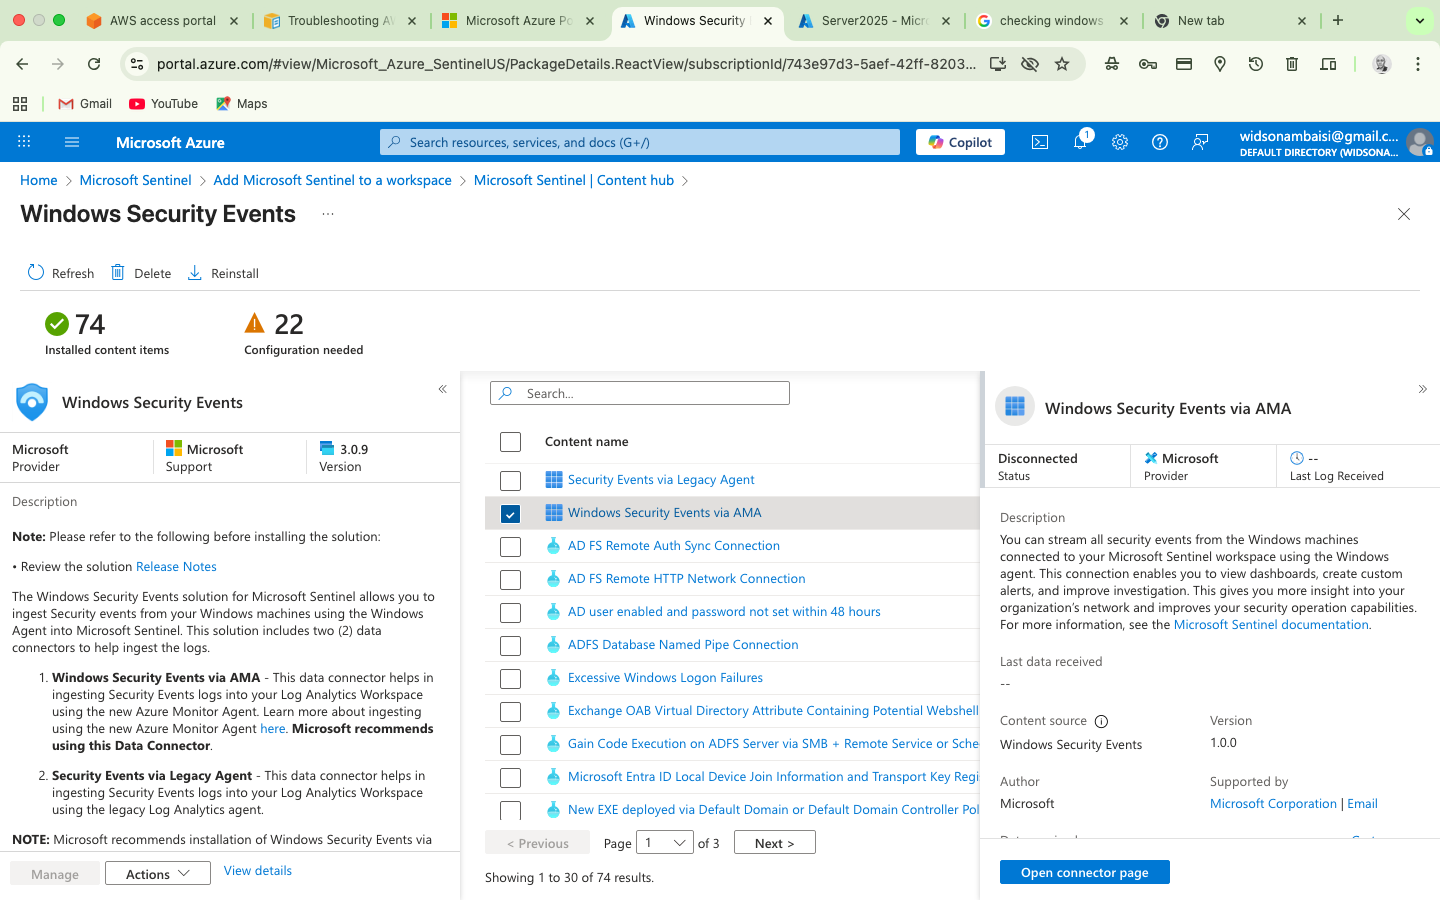 AWS access portal
Troubleshooting AW
Microsoft Azure Po
Windows Security
Server2025 - Micro
checking windows
New tab
portal.azure.com/#view/Microsoft_Azure_SentinelUS/PackageDetails.ReactView/subscriptionId/743e97d3-5aef-42ff-8203...
Gmail
YouTube
Maps
Microsoft Azure
Search resources, services, and docs (G+/)
Copilot
1
widsonambaisi@gmail.c...
DEFAULT DIRECTORY (WIDSONA...
Home > Microsoft Sentinel > Add Microsoft Sentinel to a workspace > Microsoft Sentinel | Content hub >
Windows Security Events ...
Refresh
Delete
Reinstall
74
Installed content items
22
Configuration needed
Windows Security Events
Microsoft
Provider
Microsoft
Support
3.0.9
Version
Description
Note: Please refer to the following before installing the solution:
• Review the solution Release Notes
The Windows Security Events solution for Microsoft Sentinel allows you to
ingest Security events from your Windows machines using the Windows
Agent into Microsoft Sentinel. This solution includes two (2) data
connectors to help ingest the logs.
1. Windows Security Events via AMA - This data connector helps in
ingesting Security Events logs into your Log Analytics Workspace
using the new Azure Monitor Agent. Learn more about ingesting
using the new Azure Monitor Agent here. Microsoft recommends
using this Data Connector.
2. Security Events via Legacy Agent - This data connector helps in
ingesting Security Events logs into your Log Analytics Workspace
using the legacy Log Analytics agent.
NOTE: Microsoft recommends installation of Windows Security Events via
Manage
Actions
View details
Search...
Content name
Security Events via Legacy Agent
Windows Security Events via AMA
AD FS Remote Auth Sync Connection
AD FS Remote HTTP Network Connection
AD user enabled and password not set within 48 hours
ADFS Database Named Pipe Connection
Excessive Windows Logon Failures
Exchange OAB Virtual Directory Attribute Containing Potential Webshell
Gain Code Execution on ADFS Server via SMB + Remote Service or Sche
Microsoft Entra ID Local Device Join Information and Transport Key Regi
New EXE deployed via Default Domain or Default Domain Controller Pol
< Previous
Page 1 of 3
Next >
Showing 1 to 30 of 74 results.
Windows Security Events via AMA
Disconnected
Status
Microsoft
Provider
--
Last Log Received
Description
You can stream all security events from the Windows machines
connected to your Microsoft Sentinel workspace using the Windows
agent. This connection enables you to view dashboards, create custom
alerts, and improve investigation. This gives you more insight into your
organization's network and improves your security operation capabilities.
For more information, see the Microsoft Sentinel documentation.
Last data received
--
Content source
Windows Security Events
Version
1.0.0
Author
Microsoft
Supported by
Microsoft Corporation | Email
Open connector page